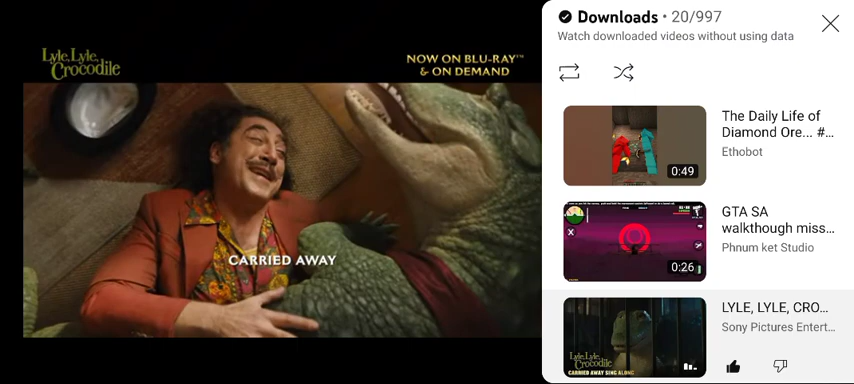 Lyle, Lyle,
Crocodile
NOW ON BLU-RAY™
& ON DEMAND
CARRIED AWAY
Downloads • 20/997
Watch downloaded videos without using data
0:49
The Daily Life of
Diamond Ore... #...
Ethobot
X
0:26
GTA SA
walkthough miss...
Phnum ket Studio
Lyle, Lyle,
Crocodile
CARRIED AWAY SING ALONG
LYLE, LYLE, CRO...
Sony Pictures Entert...